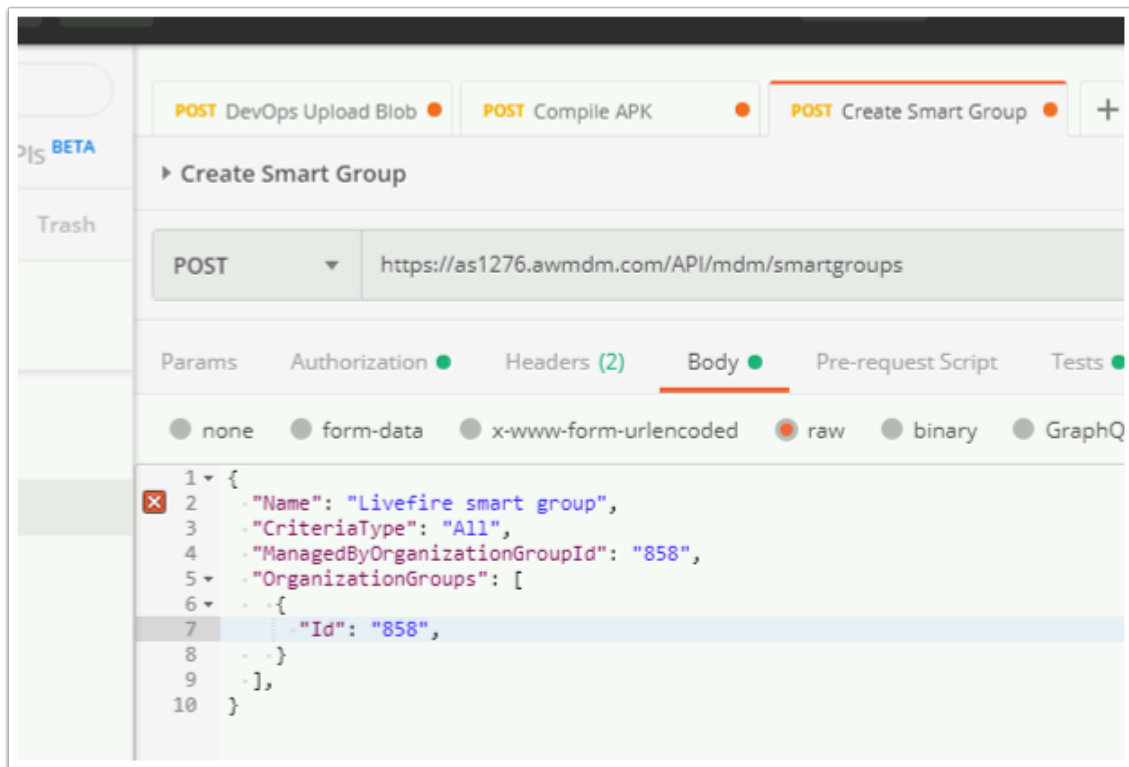 POST DevOps Upload Blob POST Compile APK POST Create Smart Group +
PIs BETA
Create Smart Group
Trash
POST https://as1276.awmdm.com/API/mdm/smartgroups
Params Authorization Headers (2) Body Pre-request Script Tests
none form-data x-www-form-urlencoded raw binary GraphQ
1 {
2 "Name": "Livefire smart group",
3 "CriteriaType": "All",
4 "ManagedByOrganizationGroupId": "858",
5 "OrganizationGroups": [
6 {
7 "Id": "858",
8 }
9 ],
10 }